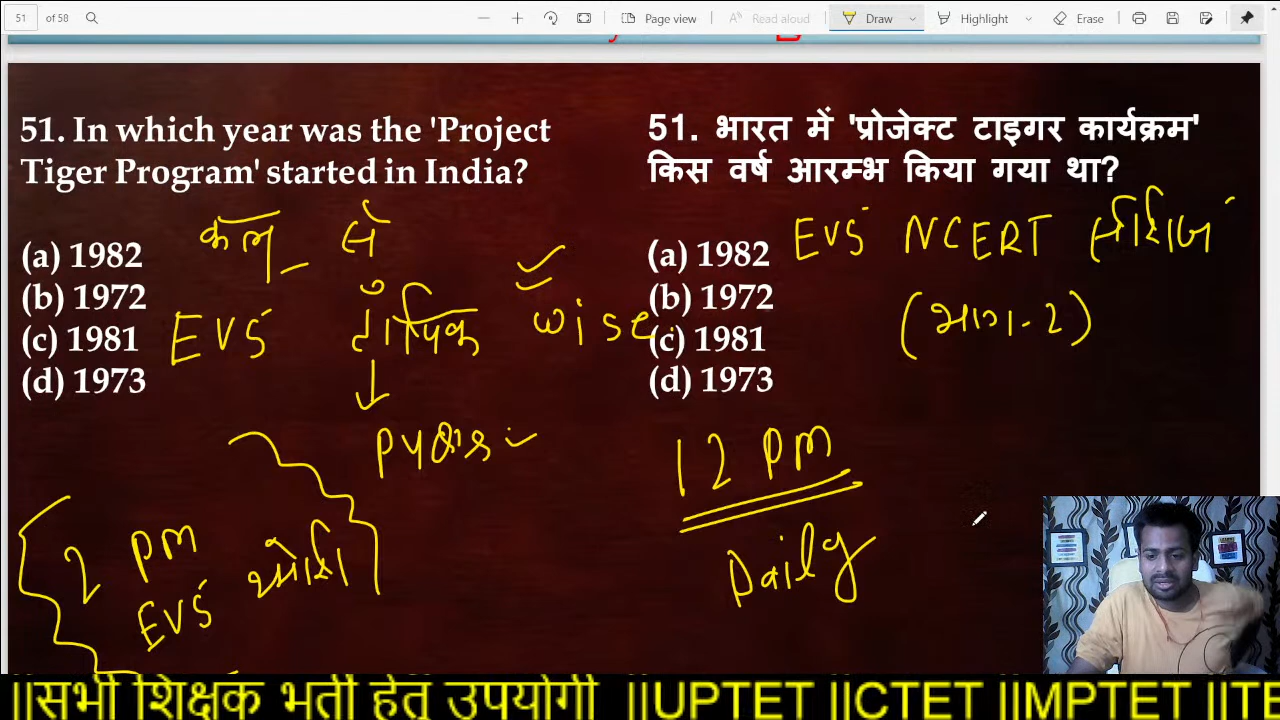 51 of 58 Page view Read aloud Draw Highlight Erase
51. In which year was the 'Project
Tiger Program' started in India?
(a) 1982
(b) 1972
(c) 1981
(d) 1973
कल से
EVS टॉपिक wise
2 PM
EVS
51. भारत में 'प्रोजेक्ट टाइगर कार्यक्रम'
किस वर्ष आरम्भ किया गया था?
(a) 1982
(b) 1972
(c) 1981
(d) 1973
EVS NCERT सीरीज
(भाग-2)
12 PM
Daily
||सभी शिक्षक भर्ती हेतु उपयोगी ||UPTET ||CTET ||MPTET ||TE